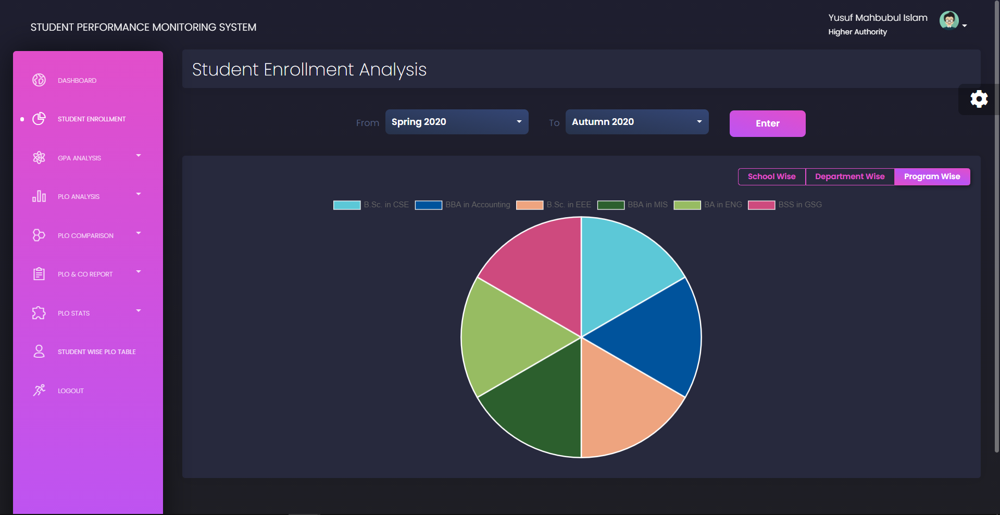 STUDENT PERFORMANCE MONITORING SYSTEM
Yusuf Mahbubul Islam
Higher Authority
DASHBOARD
STUDENT ENROLLMENT
GPA ANALYSIS
PLO ANALYSIS
PLO COMPARISON
PLO & CO REPORT
PLO STATS
STUDENT WISE PLO TABLE
LOGOUT
Student Enrollment Analysis
From Spring 2020 To Autumn 2020 Enter
School Wise Department Wise Program Wise
B.Sc. in CSE BBA in Accounting B.Sc. in EEE BBA in MIS BA in ENG BSS in GSG